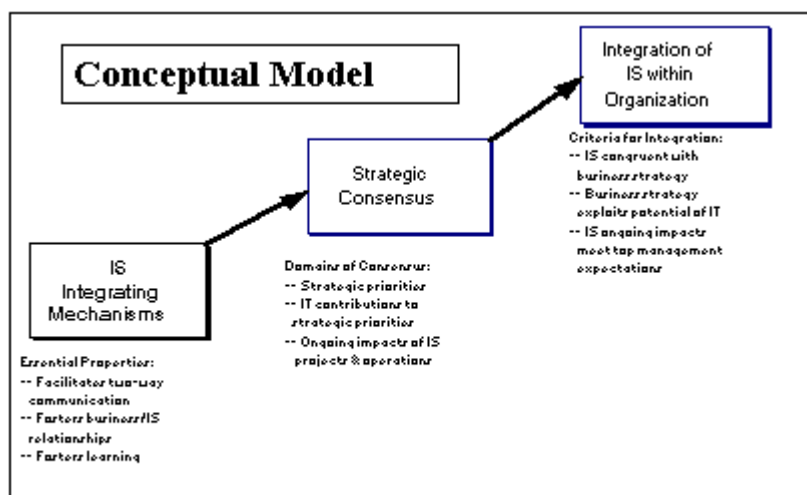 Conceptual Model
Integration of
IS within
Organization
Criteria for Integration:
-- IS congruent with
business strategy
-- Business strategy
exploits potential of IT
-- IS ongoing impacts
meet top management
expectations
Strategic
Consensus
Domains of Consensus:
-- Strategic priorities
-- IT contributions to
strategic priorities
-- Ongoing impacts of IS
projects & operations
IS
Integrating
Mechanisms
Essential Properties:
-- Facilitates two-way
communication
-- Fosters business/IS
relationships
-- Fosters learning